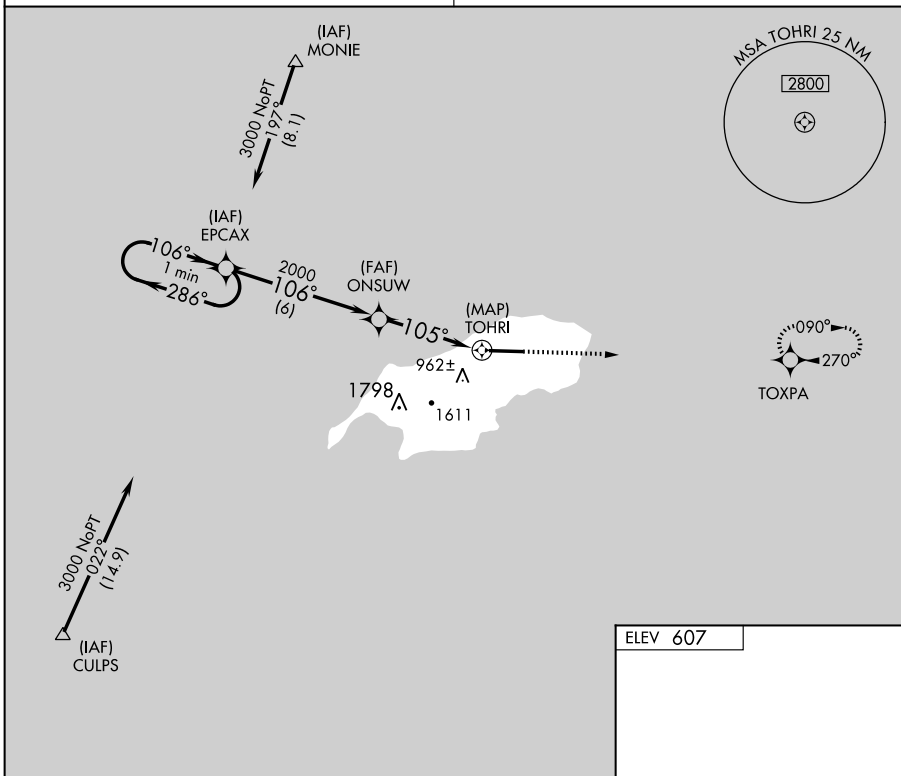 (IAF)
MONIE
3000 NoPT
197°
(8.1)
MSA TOHRI 25 NM
2800
(IAF)
EPCAX
106°
1 min
286°
2000
106°
(6)
(FAF)
ONSUW
105°
(MAP)
TOHRI
962±
1798
1611
090°
270°
TOXPA
3000 NoPT
022°
(14.9)
(IAF)
CULPS
ELEV 607